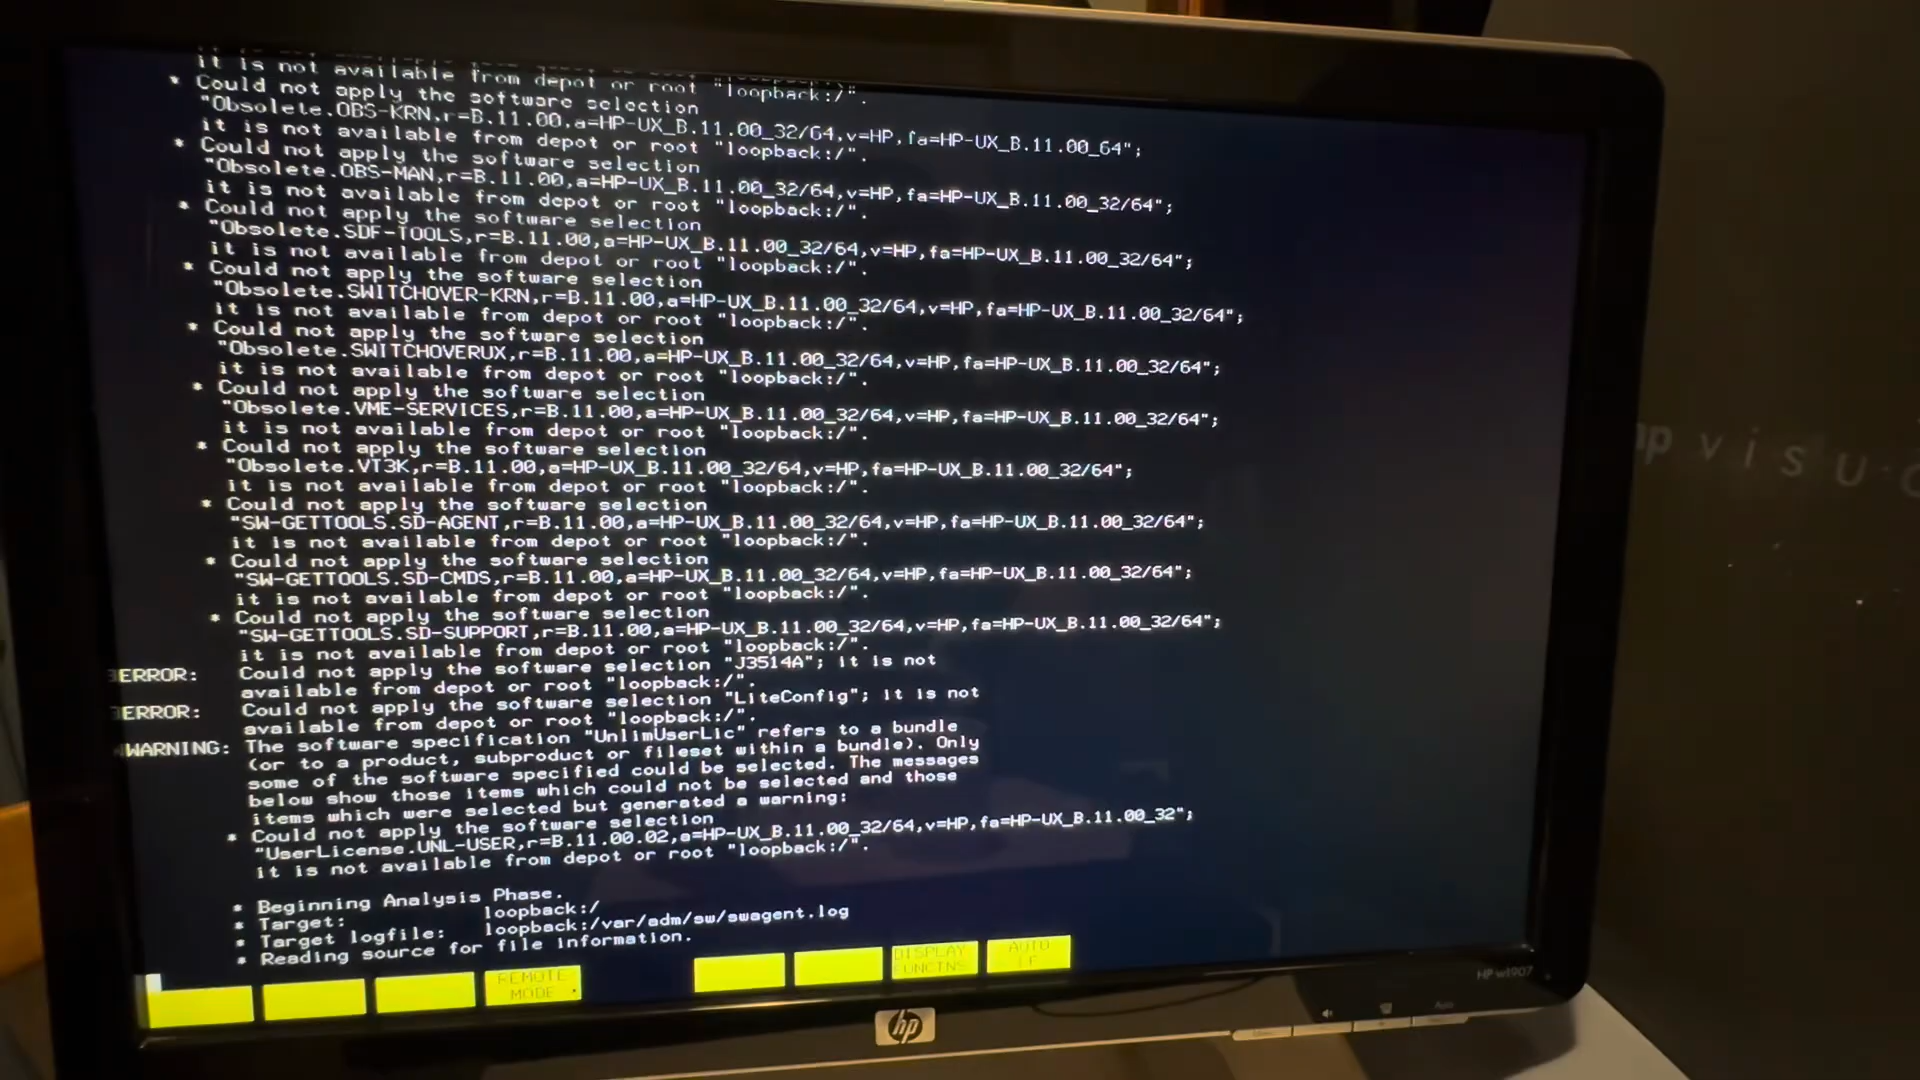 it is not available from depot or root "loopback:/".
* Could not apply the software selection
"Obsolete.OBS-KRN,r=B.11.00,a=HP-UX_B.11.00_32/64,v=HP,fa=HP-UX_B.11.00_64";
it is not available from depot or root "loopback:/".
* Could not apply the software selection
"Obsolete.OBS-MAN,r=B.11.00,a=HP-UX_B.11.00_32/64,v=HP,fa=HP-UX_B.11.00_32/64";
it is not available from depot or root "loopback:/".
* Could not apply the software selection
"Obsolete.SDF-TOOLS,r=B.11.00,a=HP-UX_B.11.00_32/64,v=HP,fa=HP-UX_B.11.00_32/64";
it is not available from depot or root "loopback:/".
* Could not apply the software selection
"Obsolete.SWITCHOVER-KRN,r=B.11.00,a=HP-UX_B.11.00_32/64,v=HP,fa=HP-UX_B.11.00_32/64";
it is not available from depot or root "loopback:/".
* Could not apply the software selection
"Obsolete.SWITCHOVERUX,r=B.11.00,a=HP-UX_B.11.00_32/64,v=HP,fa=HP-UX_B.11.00_32/64";
it is not available from depot or root "loopback:/".
* Could not apply the software selection
"Obsolete.VME-SERVICES,r=B.11.00,a=HP-UX_B.11.00_32/64,v=HP,fa=HP-UX_B.11.00_32/64";
it is not available from depot or root "loopback:/".
* Could not apply the software selection
"Obsolete.VT3K,r=B.11.00,a=HP-UX_B.11.00_32/64,v=HP,fa=HP-UX_B.11.00_32/64";
it is not available from depot or root "loopback:/".
* Could not apply the software selection
"SW-GETTOOLS.SD-AGENT,r=B.11.00,a=HP-UX_B.11.00_32/64,v=HP,fa=HP-UX_B.11.00_32/64";
it is not available from depot or root "loopback:/".
* Could not apply the software selection
"SW-GETTOOLS.SD-CMDS,r=B.11.00,a=HP-UX_B.11.00_32/64,v=HP,fa=HP-UX_B.11.00_32/64";
it is not available from depot or root "loopback:/".
* Could not apply the software selection
"SW-GETTOOLS.SD-SUPPORT,r=B.11.00,a=HP-UX_B.11.00_32/64,v=HP,fa=HP-UX_B.11.00_32/64";
it is not available from depot or root "loopback:/".
ERROR: Could not apply the software selection "J3514A"; it is not
available from depot or root "loopback:/".
ERROR: Could not apply the software selection "LiteConfig"; it is not
available from depot or root "loopback:/".
WARNING: The software specification "UnlimUserLic" refers to a bundle
(or to a product, subproduct or fileset within a bundle). Only
some of the software specified could be selected. The messages
below show those items which could not be selected and those
items which were selected but generated a warning:
* Could not apply the software selection
"UserLicense.UNL-USER,r=B.11.00.02,a=HP-UX_B.11.00_32/64,v=HP,fa=HP-UX_B.11.00_32";
it is not available from depot or root "loopback:/".
* Beginning Analysis Phase.
* Target: loopback:/
* Target logfile: loopback:/var/adm/sw/swagent.log
* Reading source for file information.
REMOTE
MODE
DISPLAY
FUNCTNS
AUTO
LF
HP w1907
hp
Auto
hp visu